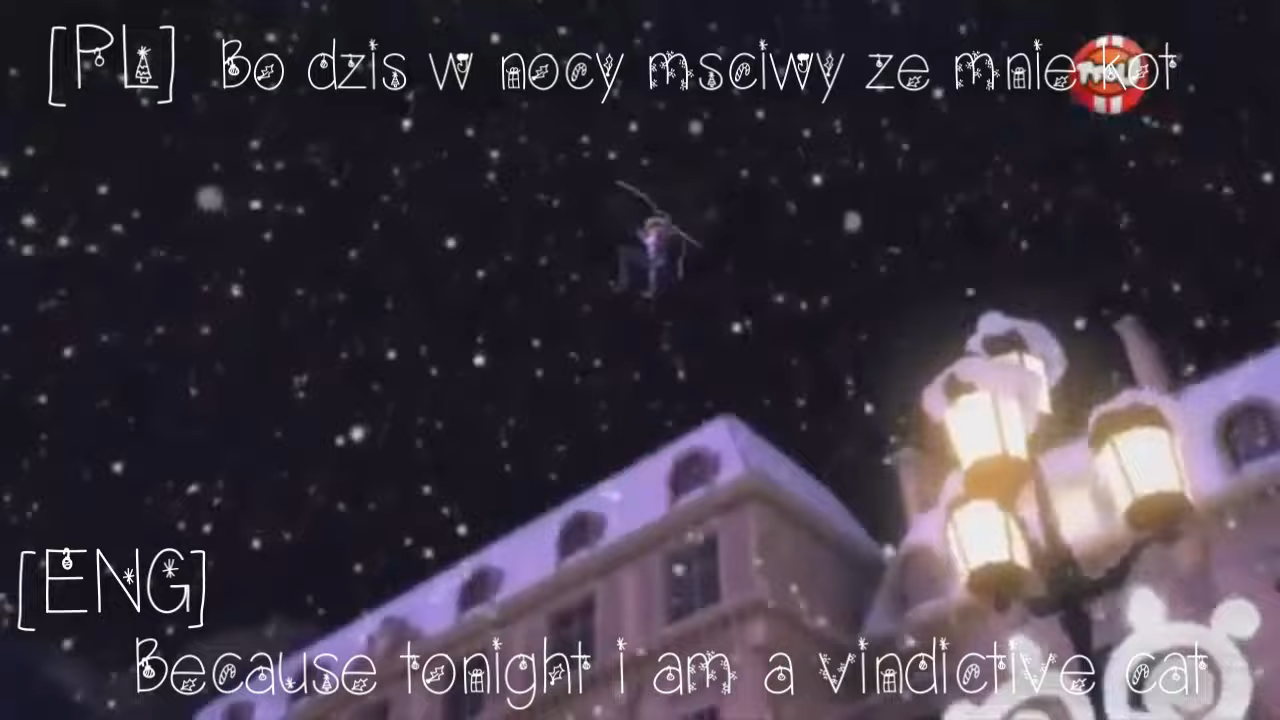 [PL] Bo dzis w nocy msciwy ze mnie kot
[ENG]
Because tonight i am a vindictive cat